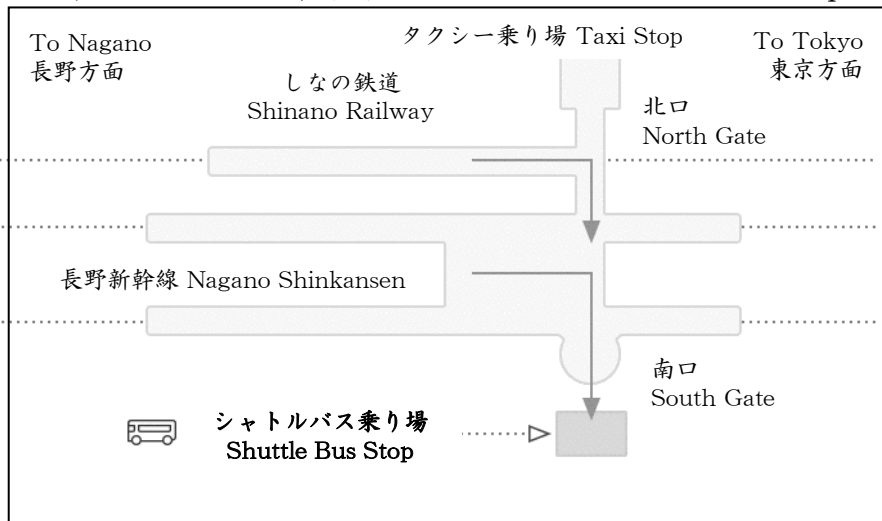 To Nagano
長野方面
タクシー乗り場 Taxi Stop
To Tokyo
東京方面
しなの鉄道
Shinano Railway
北口
North Gate
長野新幹線 Nagano Shinkansen
南口
South Gate
シャトルバス乗り場
Shuttle Bus Stop